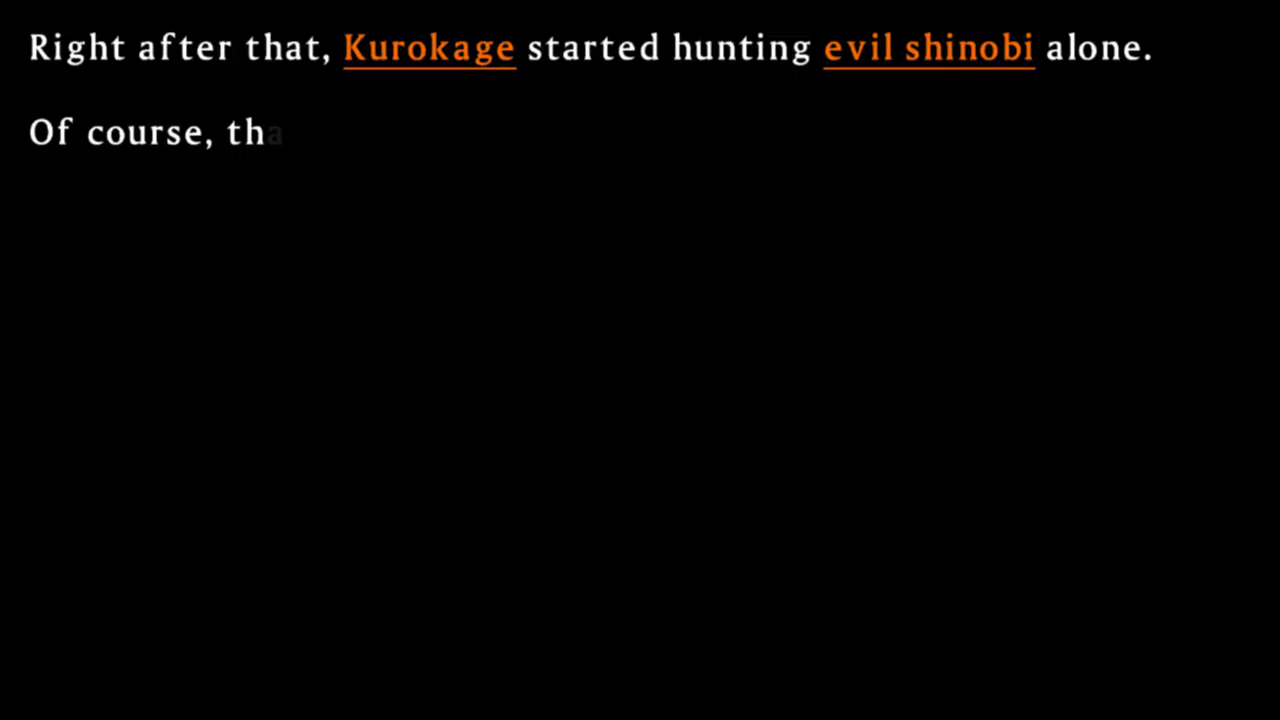 Right after that, Kurokage started hunting evil shinobi alone.
Of course, tha